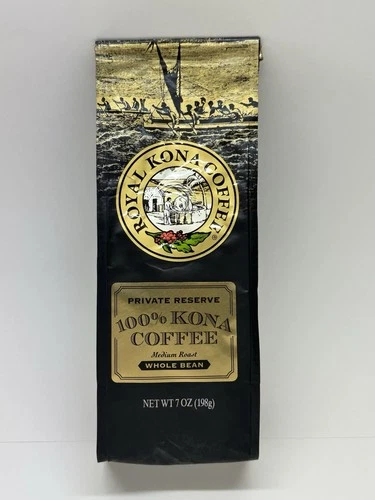 ROYAL KONA COFFEE ®
PRIVATE RESERVE
100% KONA
COFFEE
Medium Roast
WHOLE BEAN
NET WT 7 OZ (198g)